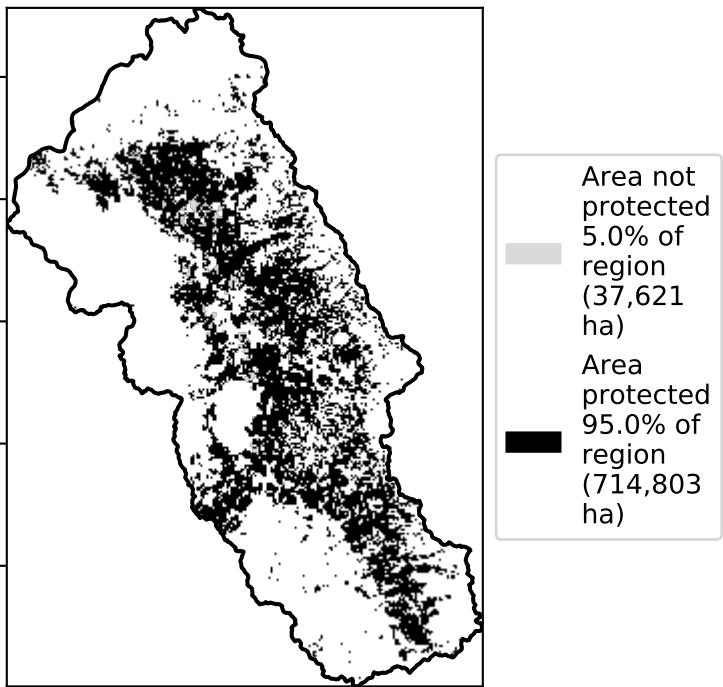 Area not
protected
5.0% of
region
(37,621
ha)
Area
protected
95.0% of
region
(714,803
ha)